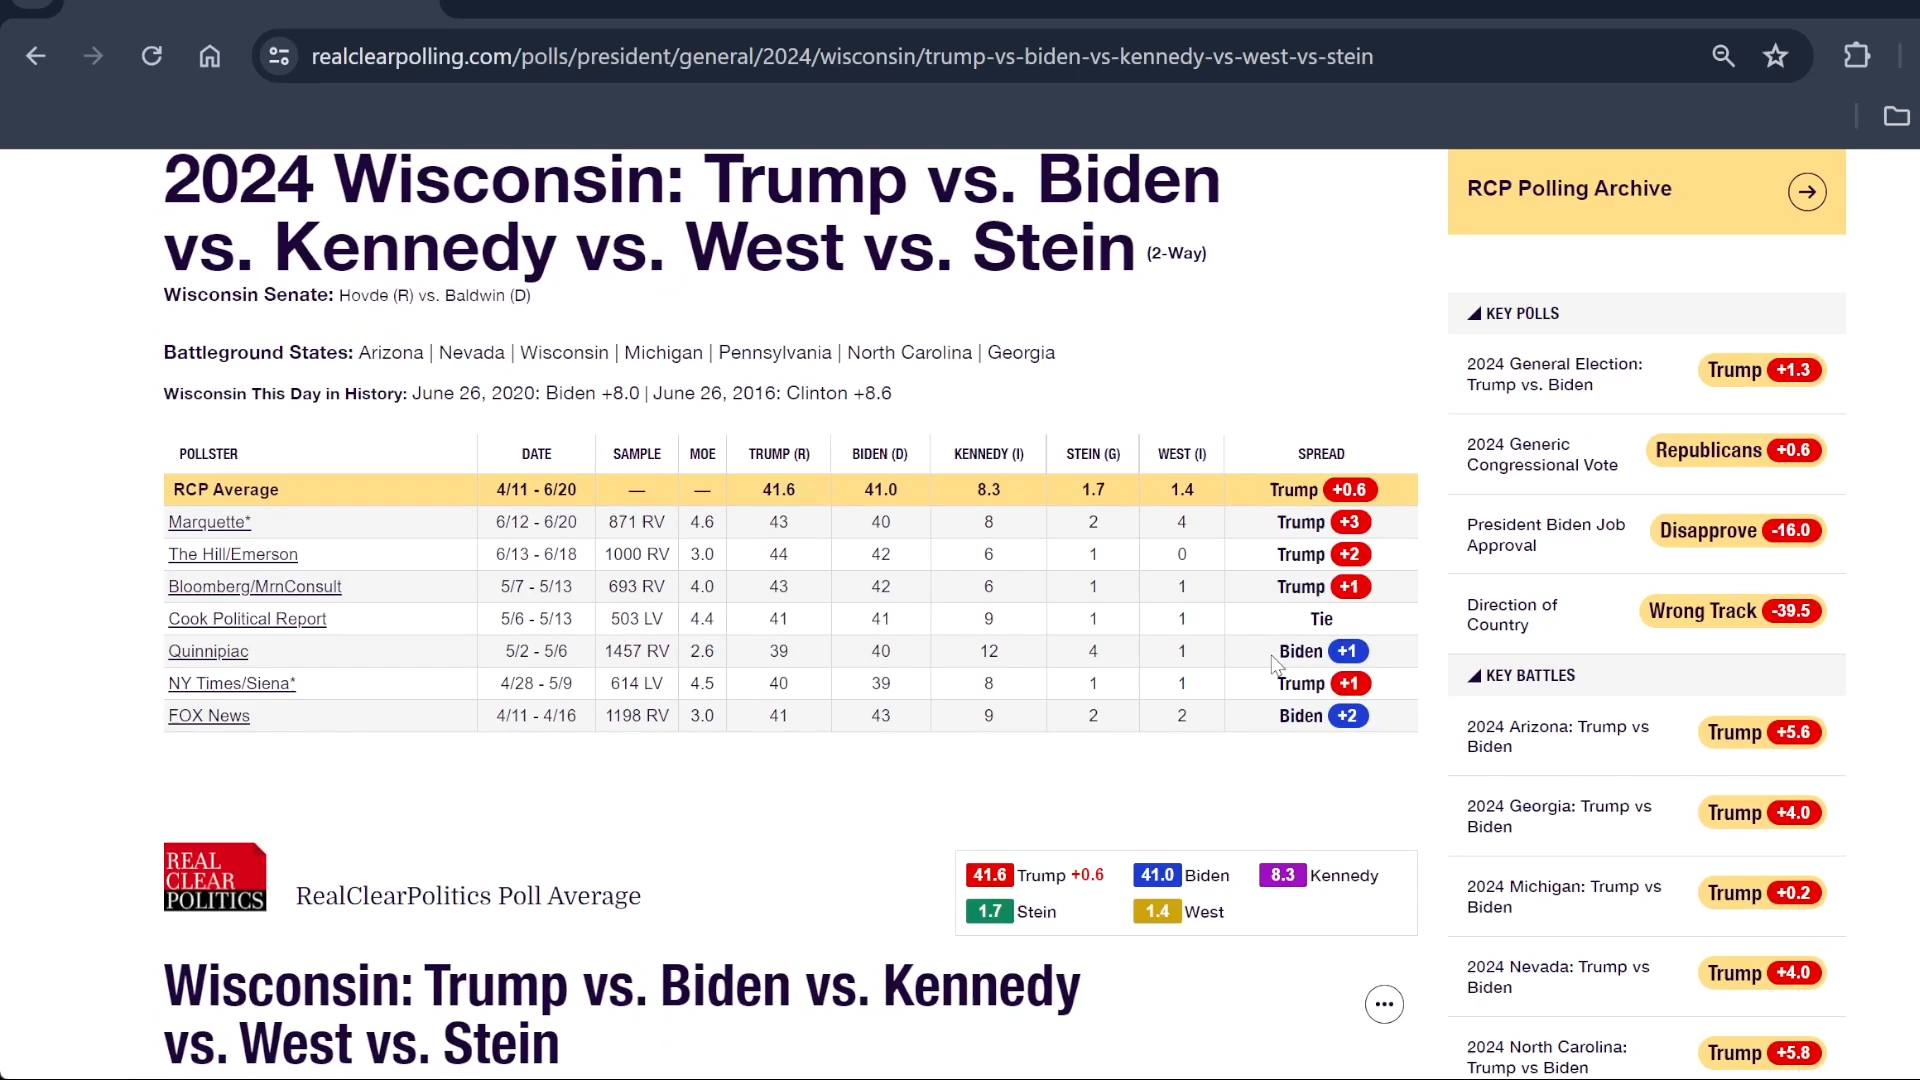 realclearpolling.com/polls/president/general/2024/wisconsin/trump-vs-biden-vs-kennedy-vs-west-vs-stein
2024 Wisconsin: Trump vs. Biden
vs. Kennedy vs. West vs. Stein (2-Way)
Wisconsin Senate: Hovde (R) vs. Baldwin (D)
Battleground States: Arizona | Nevada | Wisconsin | Michigan | Pennsylvania | North Carolina | Georgia
Wisconsin This Day in History: June 26, 2020: Biden +8.0 | June 26, 2016: Clinton +8.6
POLLSTER DATE SAMPLE MOE TRUMP (R) BIDEN (D) KENNEDY (I) STEIN (G) WEST (I) SPREAD
RCP Average 4/11 - 6/20 — — 41.6 41.0 8.3 1.7 1.4 Trump +0.6
Marquette* 6/12 - 6/20 871 RV 4.6 43 40 8 2 4 Trump +3
The Hill/Emerson 6/13 - 6/18 1000 RV 3.0 44 42 6 1 0 Trump +2
Bloomberg/MrnConsult 5/7 - 5/13 693 RV 4.0 43 42 6 1 1 Trump +1
Cook Political Report 5/6 - 5/13 503 LV 4.4 41 41 9 1 1 Tie
Quinnipiac 5/2 - 5/6 1457 RV 2.6 39 40 12 4 1 Biden +1
NY Times/Siena* 4/28 - 5/9 614 LV 4.5 40 39 8 1 1 Trump +1
FOX News 4/11 - 4/16 1198 RV 3.0 41 43 9 2 2 Biden +2
REAL
CLEAR
POLITICS
RealClearPolitics Poll Average
41.6 Trump +0.6 41.0 Biden 8.3 Kennedy
1.7 Stein 1.4 West
Wisconsin: Trump vs. Biden vs. Kennedy
vs. West vs. Stein
RCP Polling Archive
KEY POLLS
2024 General Election:
Trump vs. Biden
Trump +1.3
2024 Generic
Congressional Vote
Republicans +0.6
President Biden Job
Approval
Disapprove -16.0
Direction of
Country
Wrong Track -39.5
KEY BATTLES
2024 Arizona: Trump vs
Biden
Trump +5.6
2024 Georgia: Trump vs
Biden
Trump +4.0
2024 Michigan: Trump vs
Biden
Trump +0.2
2024 Nevada: Trump vs
Biden
Trump +4.0
2024 North Carolina:
Trump vs Biden
Trump +5.8